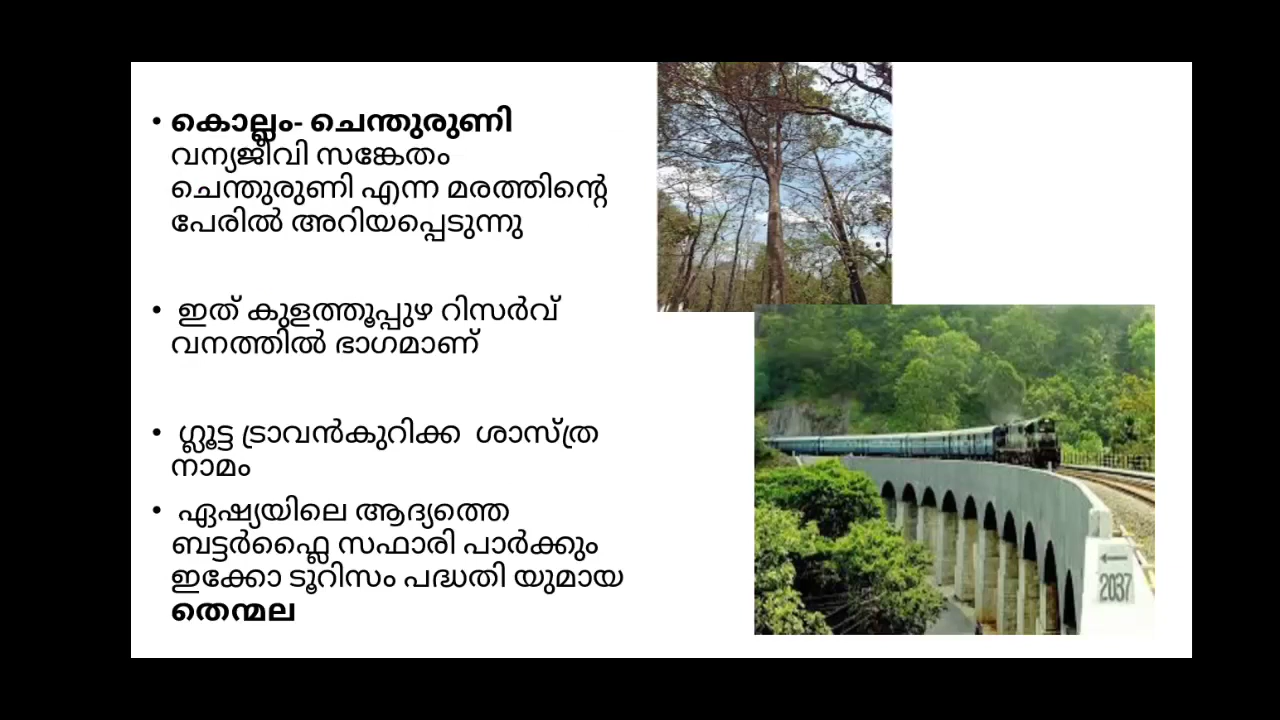 • കൊല്ലം- ചെന്തുരുണി
വന്യജീവി സങ്കേതം
ചെന്തുരുണി എന്ന മരത്തിന്റെ
പേരിൽ അറിയപ്പെടുന്നു
• ഇത് കുളത്തൂപ്പുഴ റിസർവ്
വനത്തിൽ ഭാഗമാണ്
• ഗ്ലൂട്ട ട്രാവൻകുറിക്ക ശാസ്ത്ര
നാമം
• ഏഷ്യയിലെ ആദ്യത്തെ
ബട്ടർഫ്ലൈ സഫാരി പാർക്കും
ഇക്കോ ടൂറിസം പദ്ധതി യുമായ
തെന്മല
2037